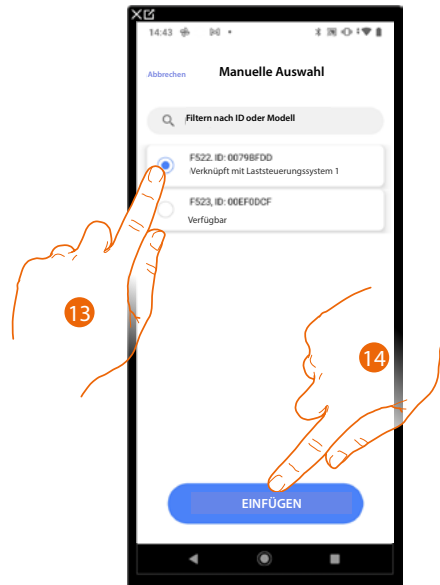 14:43
Abbrechen
Manuelle Auswahl
Filtern nach ID oder Modell
F522. ID: 0079BFDD
Verknüpft mit Laststeuerungssystem 1
F523, ID: 00EF0DCF
Verfügbar
13
14
EINFÜGEN